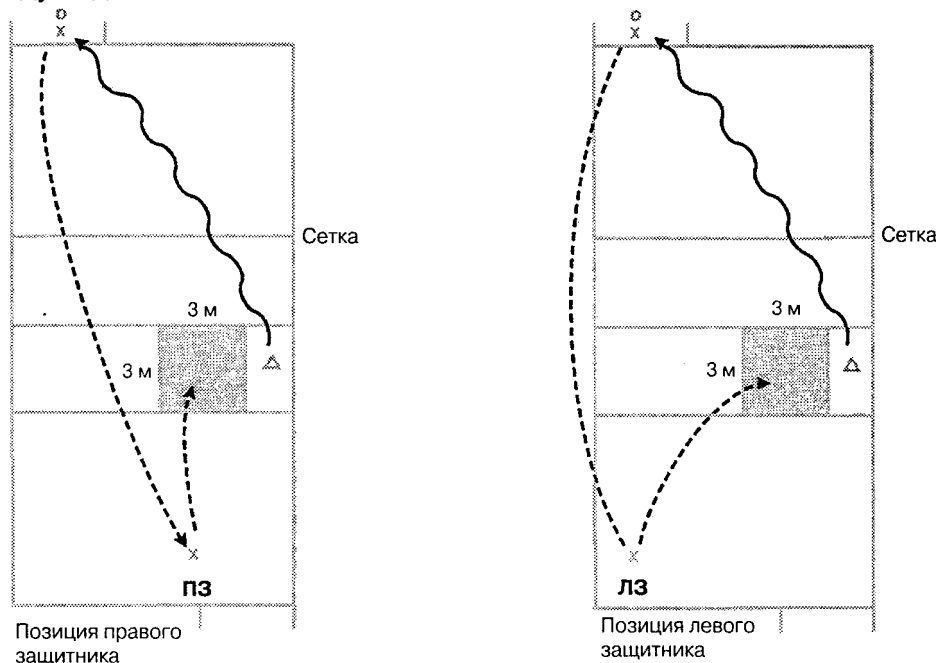 о
х
Сетка
3 м
3 м
х
ПЗ
Позиция правого
защитника
о
х
Сетка
3 м
3 м
х
ЛЗ
Позиция левого
защитника